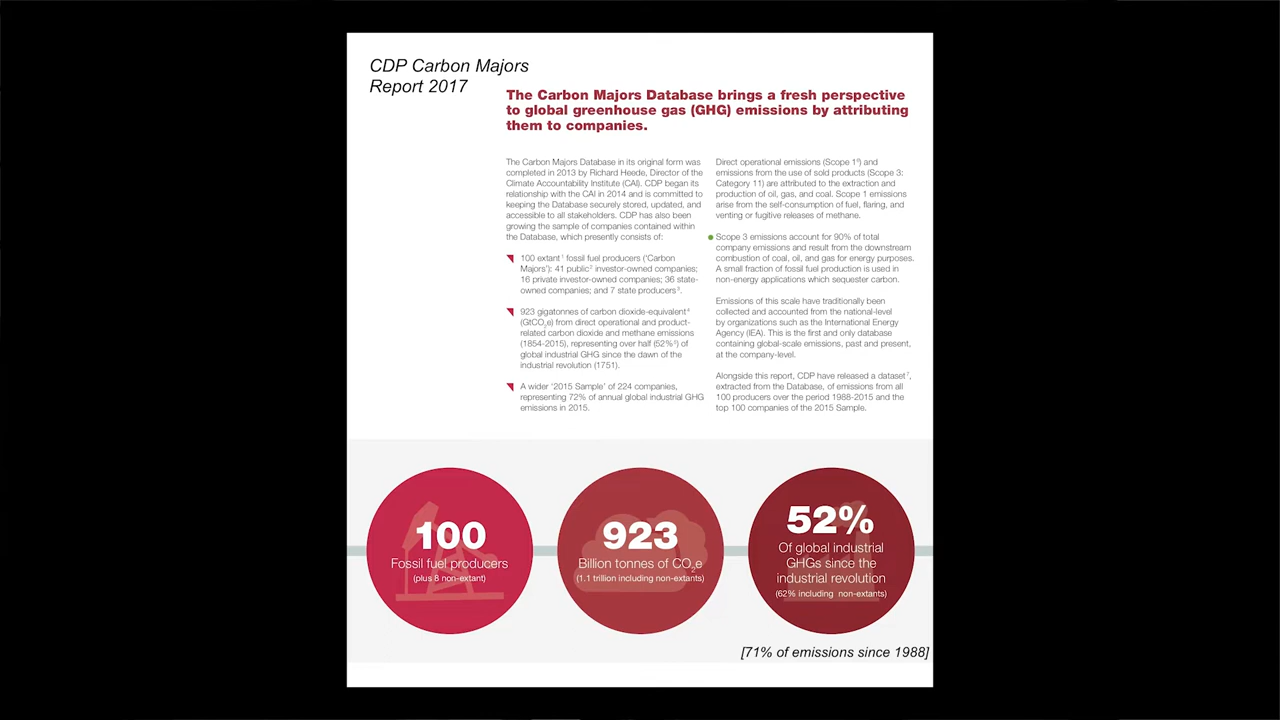 CDP Carbon Majors
Report 2017
The Carbon Majors Database brings a fresh perspective
to global greenhouse gas (GHG) emissions by attributing
them to companies.
The Carbon Majors Database in its original form was
completed in 2013 by Richard Heede, Director of the
Climate Accountability Institute (CAI). CDP began its
relationship with the CAI in 2014 and is committed to
keeping the Database securely stored, updated, and
accessible to all stakeholders. CDP has also been
growing the sample of companies contained within
the Database, which presently consists of:
100 extant¹ fossil fuel producers (‘Carbon
Majors’): 41 public² investor-owned companies;
16 private investor-owned companies; 36 state-
owned companies; and 7 state producers³.
923 gigatonnes of carbon dioxide-equivalent⁴
(GtCO₂e) from direct operational and product-
related carbon dioxide and methane emissions
(1854-2015), representing over half (52%⁵) of
global industrial GHG since the dawn of the
industrial revolution (1751).
A wider ‘2015 Sample’ of 224 companies,
representing 72% of annual global industrial GHG
emissions in 2015.
Direct operational emissions (Scope 1⁶) and
emissions from the use of sold products (Scope 3:
Category 11) are attributed to the extraction and
production of oil, gas, and coal. Scope 1 emissions
arise from the self-consumption of fuel, flaring, and
venting or fugitive releases of methane.
Scope 3 emissions account for 90% of total
company emissions and result from the downstream
combustion of coal, oil, and gas for energy purposes.
A small fraction of fossil fuel production is used in
non-energy applications which sequester carbon.
Emissions of this scale have traditionally been
collected and accounted from the national-level
by organizations such as the International Energy
Agency (IEA). This is the first and only database
containing global-scale emissions, past and present,
at the company-level.
Alongside this report, CDP have released a dataset⁷,
extracted from the Database, of emissions from all
100 producers over the period 1988-2015 and the
top 100 companies of the 2015 Sample.
100
Fossil fuel producers
(plus 8 non-extant)
923
Billion tonnes of CO₂e
(1.1 trillion including non-extants)
52%
Of global industrial
GHGs since the
industrial revolution
(62% including non-extants)
[71% of emissions since 1988]